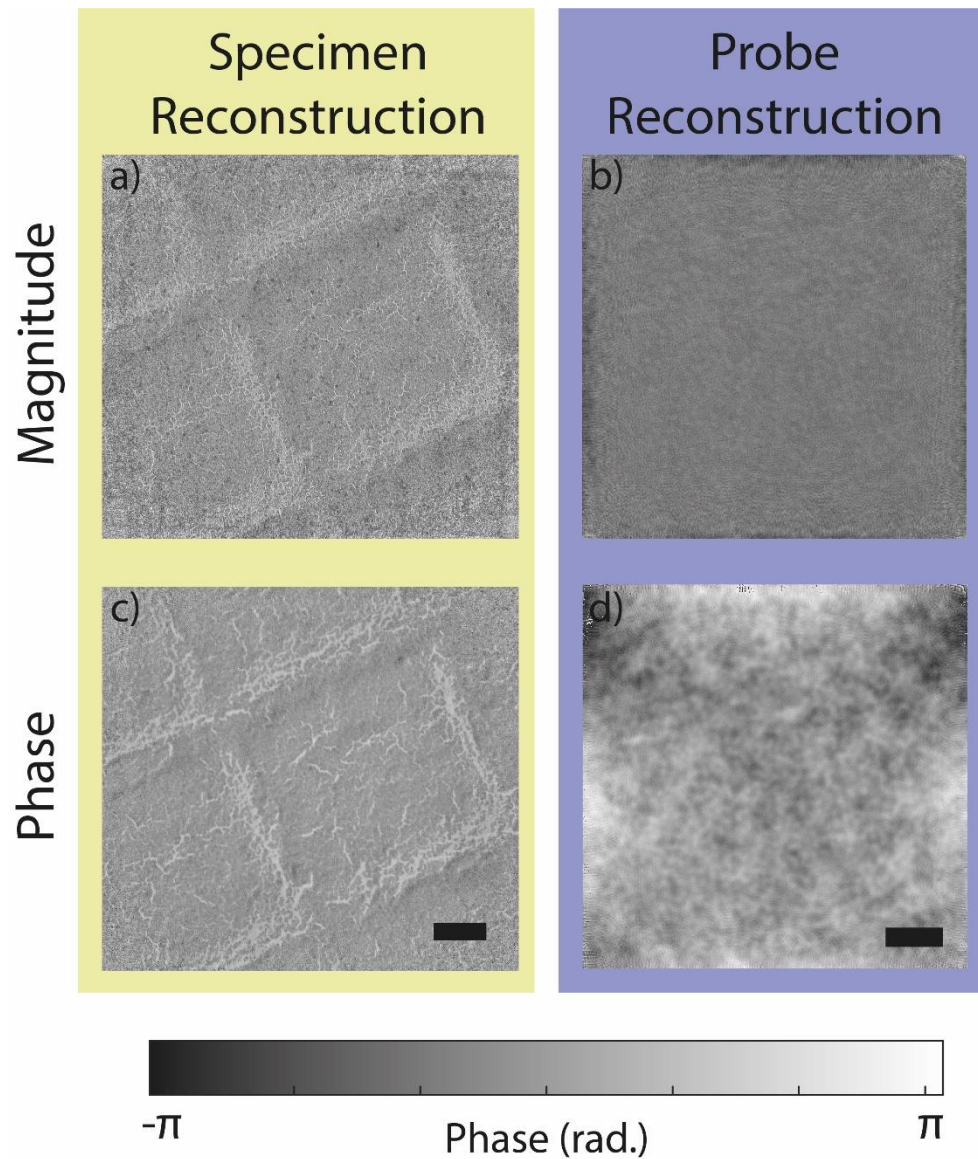 Specimen
Reconstruction
Probe
Reconstruction
Magnitude
a)
b)
Phase
c)
d)
-π
π
Phase (rad.)